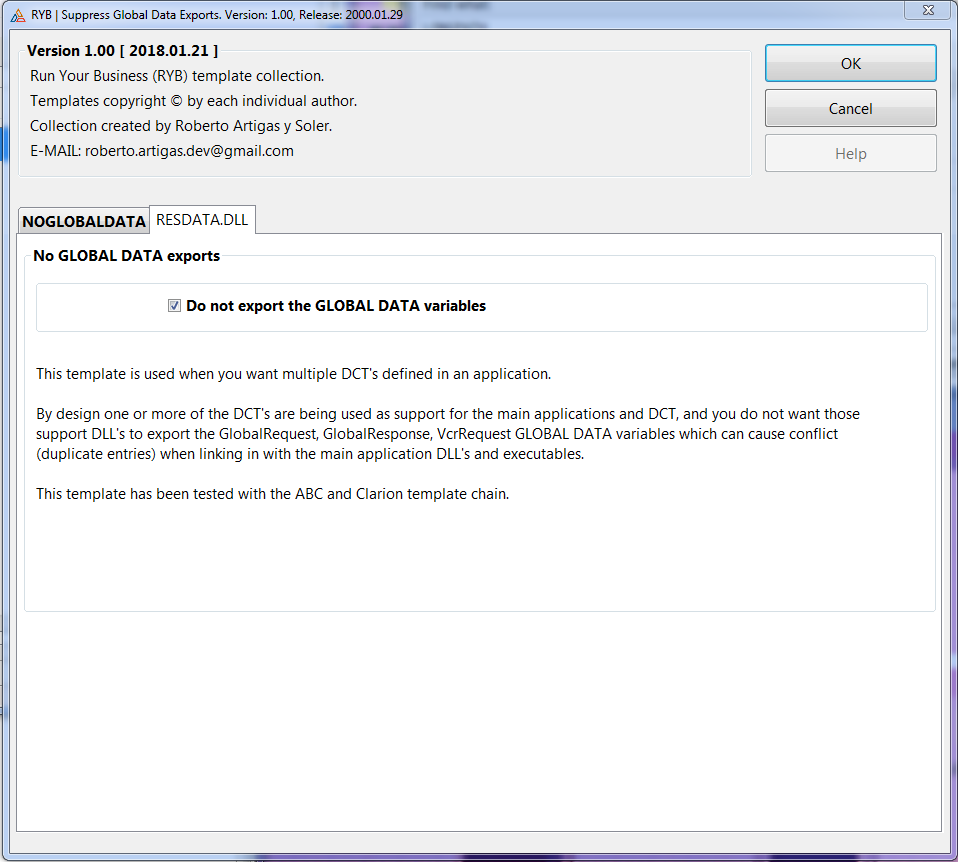 RYB | Suppress Global Data Exports. Version: 1.00, Release: 2000.01.29
Version 1.00 [ 2018.01.21 ]
Run Your Business (RYB) template collection.
Templates copyright © by each individual author.
Collection created by Roberto Artigas y Soler.
E-MAIL: roberto.artigas.dev@gmail.com
OK
Cancel
Help
NOGLOBALDATA
RESDATA.DLL
No GLOBAL DATA exports
Do not export the GLOBAL DATA variables
This template is used when you want multiple DCT's defined in an application.
By design one or more of the DCT's are being used as support for the main applications and DCT, and you do not want those
support DLL's to export the GlobalRequest, GlobalResponse, VcrRequest GLOBAL DATA variables which can cause conflict
(duplicate entries) when linking in with the main application DLL's and executables.
This template has been tested with the ABC and Clarion template chain.